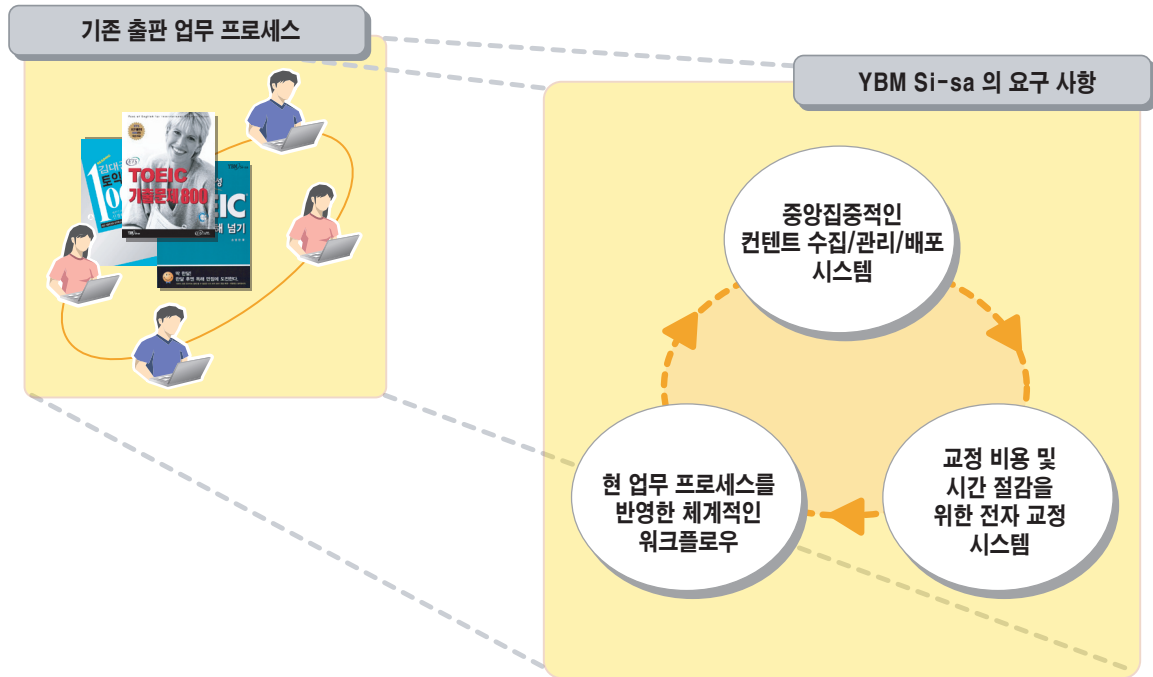 기존 출판 업무 프로세스
YBM Si-sa 의 요구 사항
TOEIC
기출문제 800
중앙집중적인
컨텐트 수집/관리/배포
시스템
교정 비용 및
시간 절감을
위한 전자 교정
시스템
현 업무 프로세스를
반영한 체계적인
워크플로우